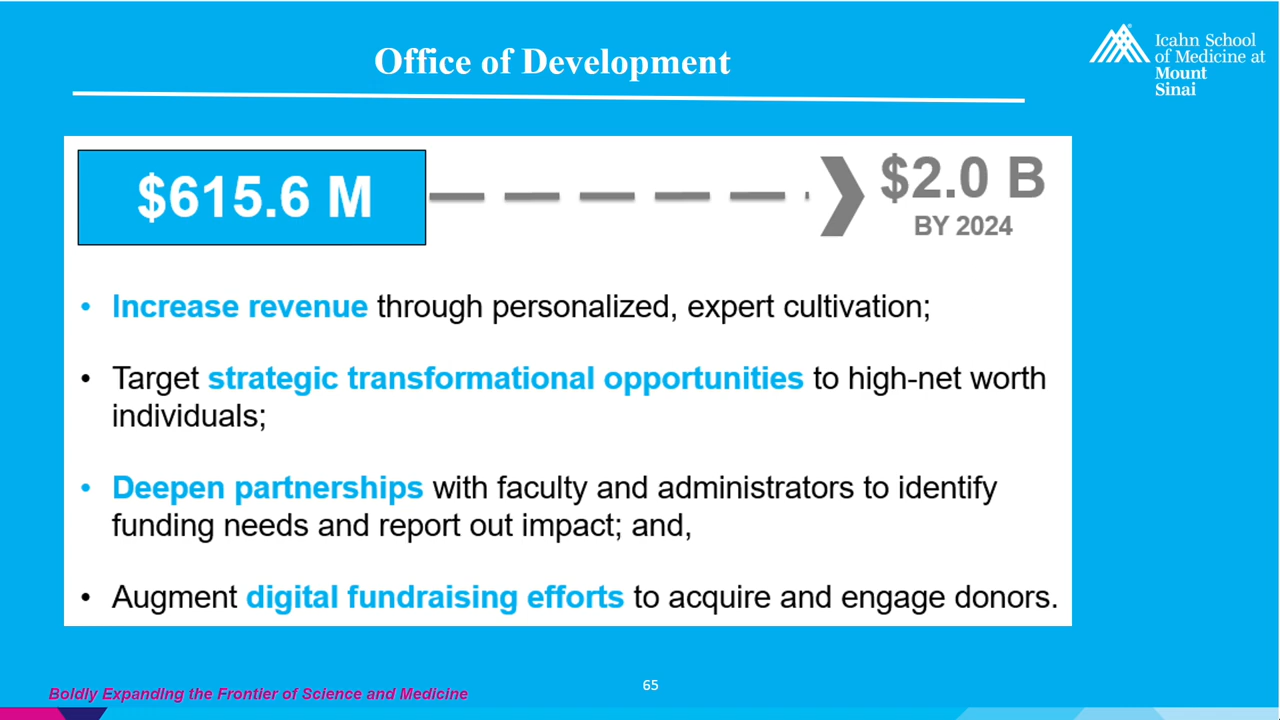 Office of Development
Icahn School
of Medicine at
Mount
Sinai
$615.6 M
$2.0 B
BY 2024
• Increase revenue through personalized, expert cultivation;
• Target strategic transformational opportunities to high-net worth
individuals;
• Deepen partnerships with faculty and administrators to identify
funding needs and report out impact; and,
• Augment digital fundraising efforts to acquire and engage donors.
Boldly Expanding the Frontier of Science and Medicine
65